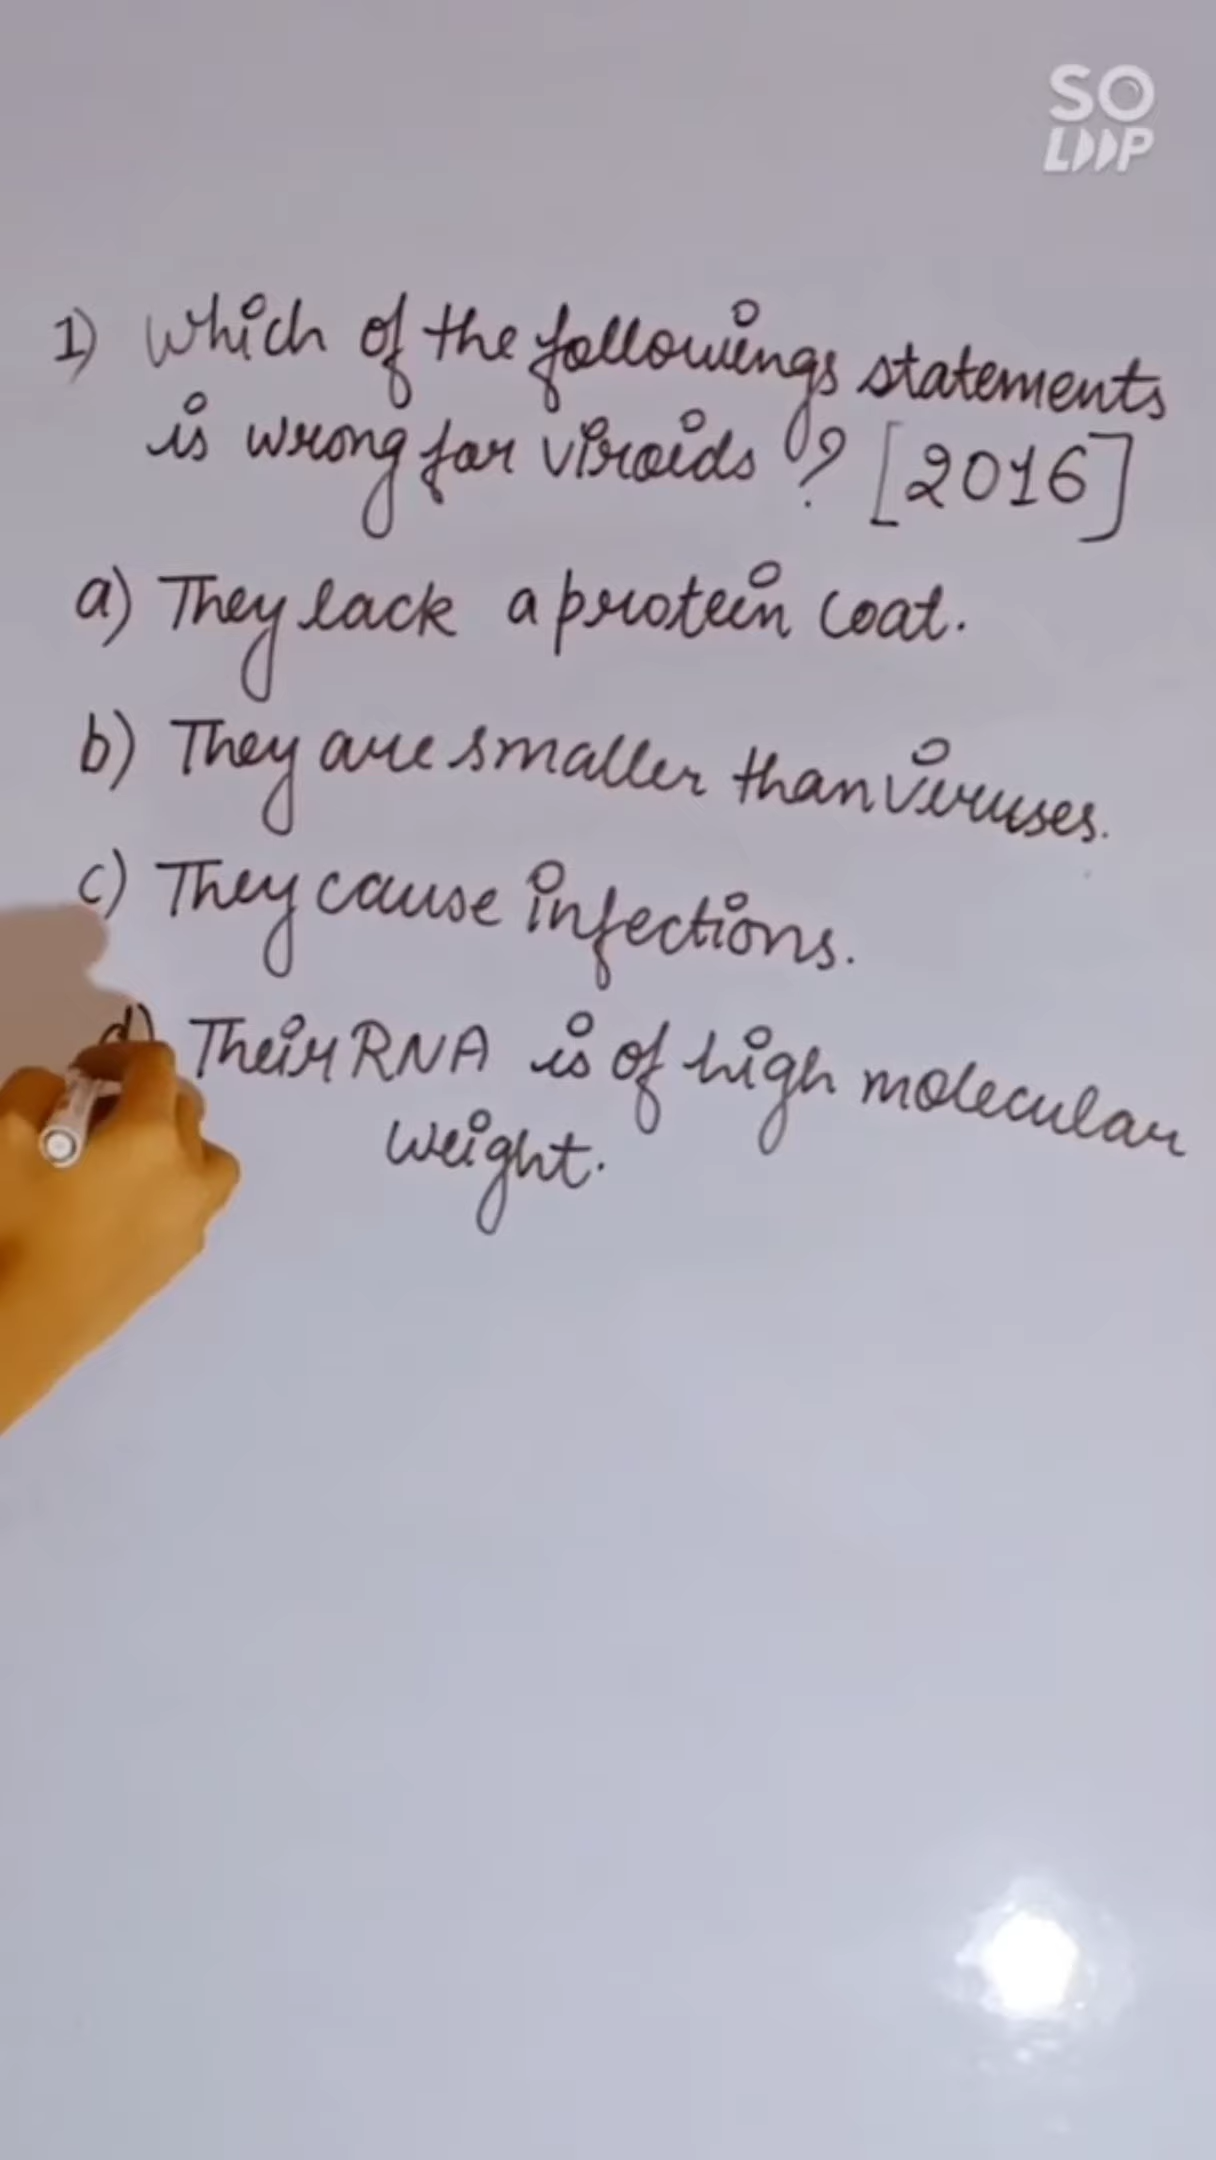 SO
LOOP
1) Which of the followings statements
is wrong for viroids? [2016]
a) They lack a protein coat.
b) They are smaller than viruses.
c) They cause infections.
d) Their RNA is of high molecular
weight.